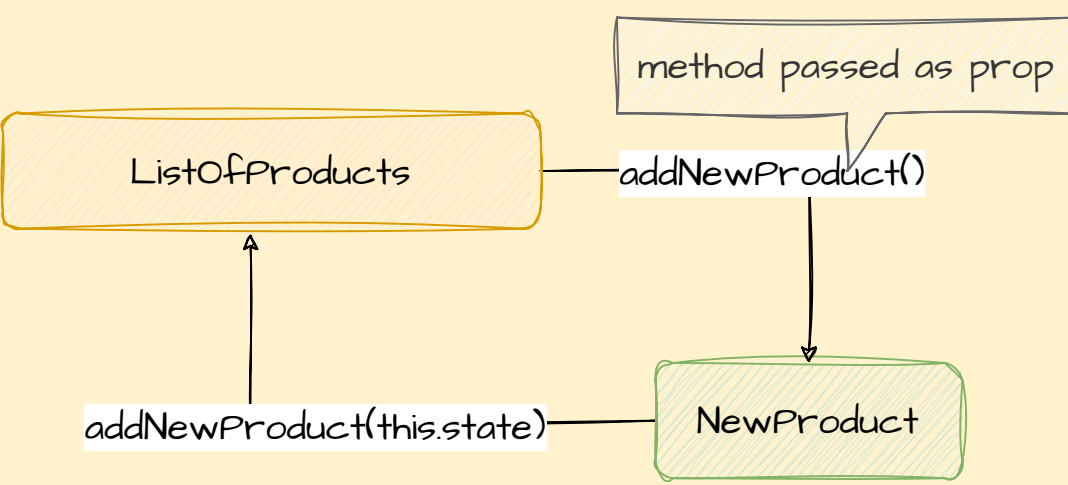 method passed as prop
ListOfProducts
addNewProduct()
addNewProduct(this.state)
NewProduct